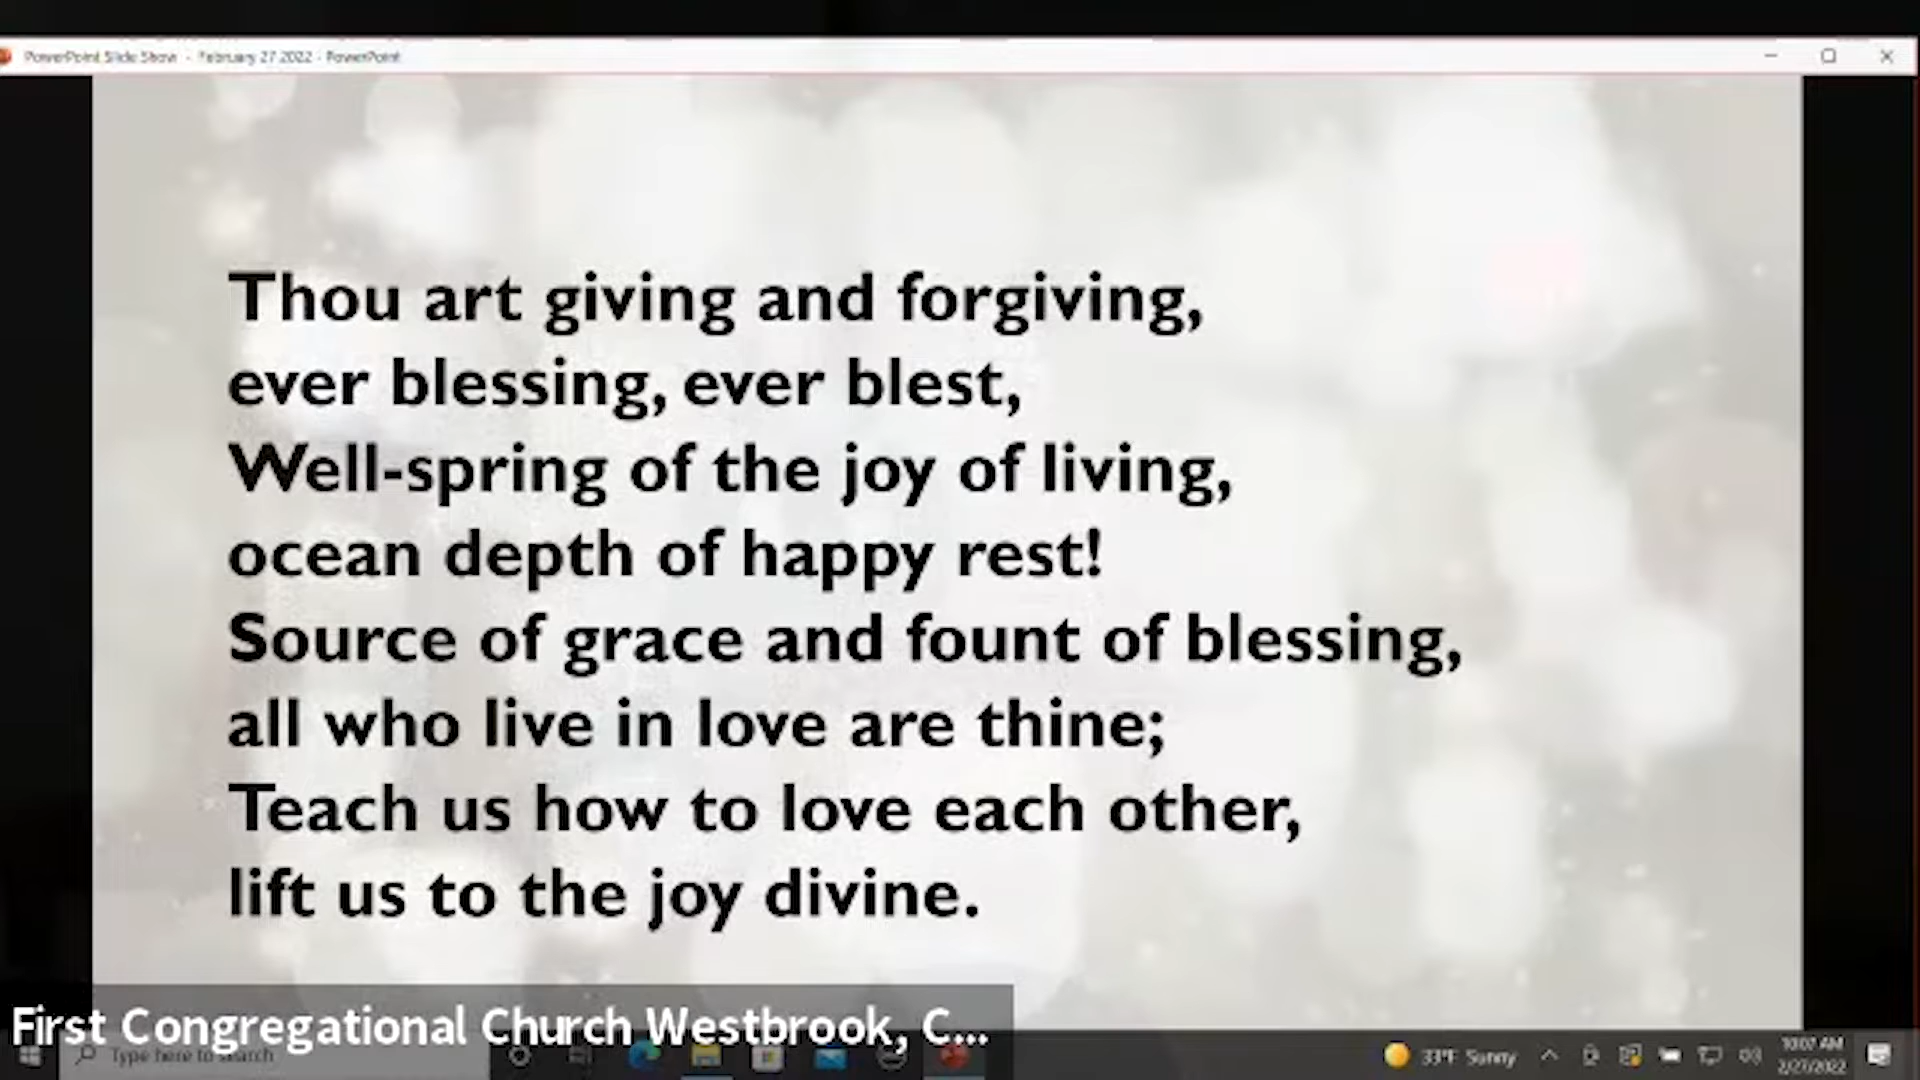 PowerPoint Slide Show - February 27 2022 - PowerPoint
Thou art giving and forgiving,
ever blessing, ever blest,
Well-spring of the joy of living,
ocean depth of happy rest!
Source of grace and fount of blessing,
all who live in love are thine;
Teach us how to love each other,
lift us to the joy divine.
First Congregational Church Westbrook, C...
Type here to search
33°F Sunny
10:07 AM
2/27/2022